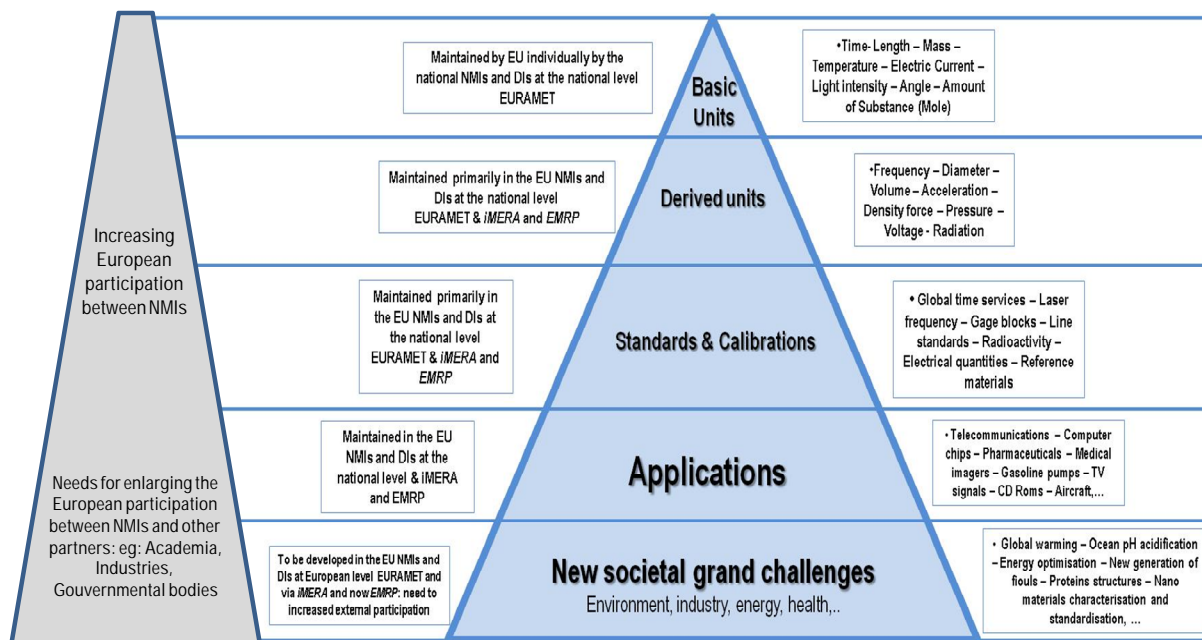 Maintained by EU individually by the
national NMIs and DIs at the national level
EURAMET
Basic
Units
•Time- Length – Mass –
Temperature – Electric Current –
Light intensity – Angle – Amount
of Substance (Mole)
Maintained primarily in the EU NMIs and
DIs at the national level
EURAMET & iMERA and EMRP
Derived units
•Frequency – Diameter –
Volume – Acceleration –
Density force – Pressure –
Voltage - Radiation
Increasing
European
participation
between NMIs
Maintained primarily in
the EU NMIs and DIs at
the national level
EURAMET & iMERA and
EMRP
Standards & Calibrations
• Global time services – Laser
frequency – Gage blocks – Line
standards – Radioactivity –
Electrical quantities – Reference
materials
Maintained in the EU
NMIs and DIs at the
national level & iMERA
and EMRP
Applications
• Telecommunications – Computer
chips – Pharmaceuticals – Medical
imagers – Gasoline pumps – TV
signals – CD Roms – Aircraft,...
Needs for enlarging the
European participation
between NMIs and other
partners: eg: Academia,
Industries,
Gouvernmental bodies
To be developed in the EU NMIs and
DIs at European level EURAMET and
via iMERA and now EMRP: need to
increased external participation
New societal grand challenges
Environment, industry, energy, health,..
• Global warming – Ocean pH acidification
– Energy optimisation – New generation of
fiouls – Proteins structures – Nano
materials characterisation and
standardisation, ...